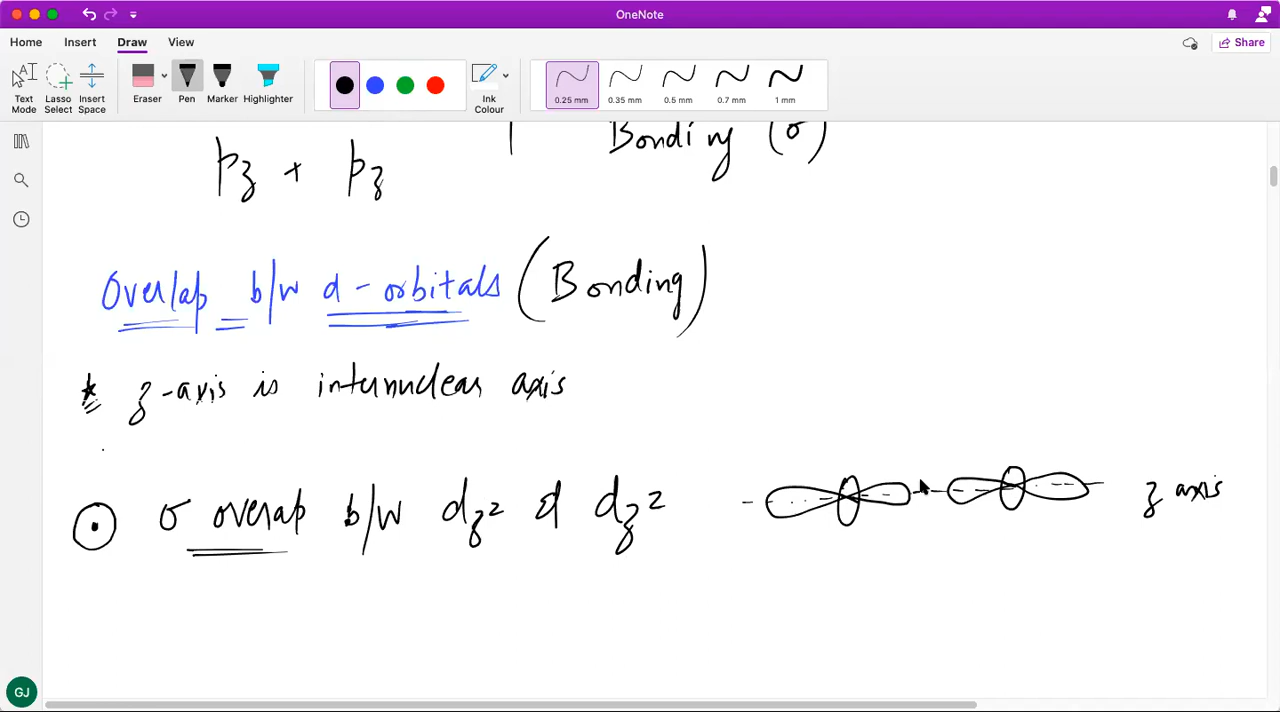 OneNote
Home Insert Draw View
Share
Text Mode
Lasso Select
Insert Space
Eraser
Pen
Marker
Highlighter
Ink Colour
0.25 mm 0.35 mm 0.5 mm 0.7 mm 1 mm
pz + pz | Bonding (σ)
Overlap b/w d-orbitals (Bonding)
* z-axis is internuclear axis
σ overap b/w dz2 & dz2
z axis
GJ